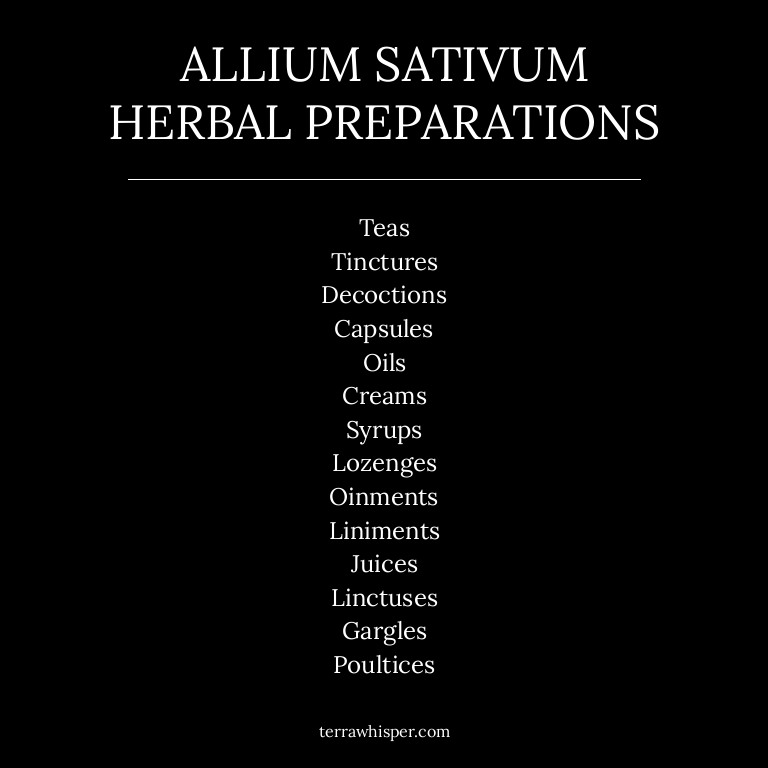 ALLIUM SATIVUM
HERBAL PREPARATIONS
Teas
Tinctures
Decoctions
Capsules
Oils
Creams
Syrups
Lozenges
Oinments
Liniments
Juices
Linctuses
Gargles
Poultices
terrawhisper.com